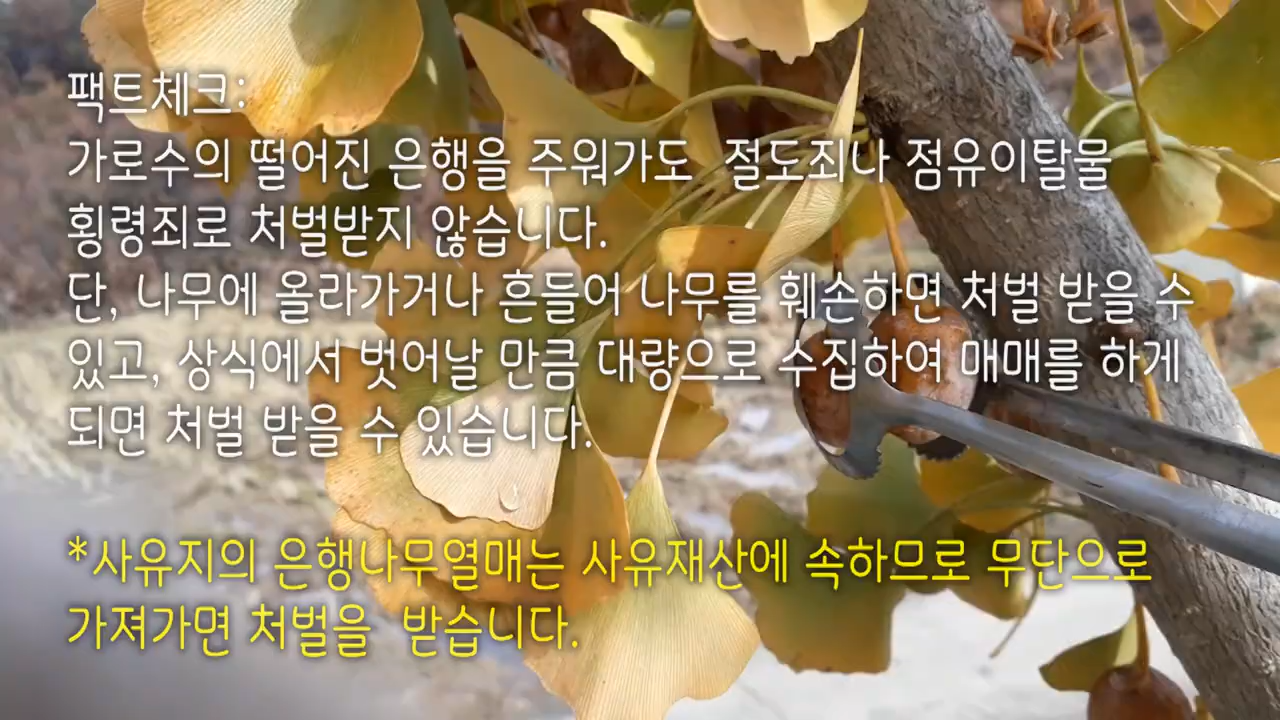 팩트체크:
가로수의 떨어진 은행을 주워가도 절도죄나 점유이탈물
횡령죄로 처벌받지 않습니다.
단, 나무에 올라가거나 흔들어 나무를 훼손하면 처벌 받을 수
있고, 상식에서 벗어날 만큼 대량으로 수집하여 매매를 하게
되면 처벌 받을 수 있습니다.
*사유지의 은행나무열매는 사유재산에 속하므로 무단으로
가져가면 처벌을 받습니다.